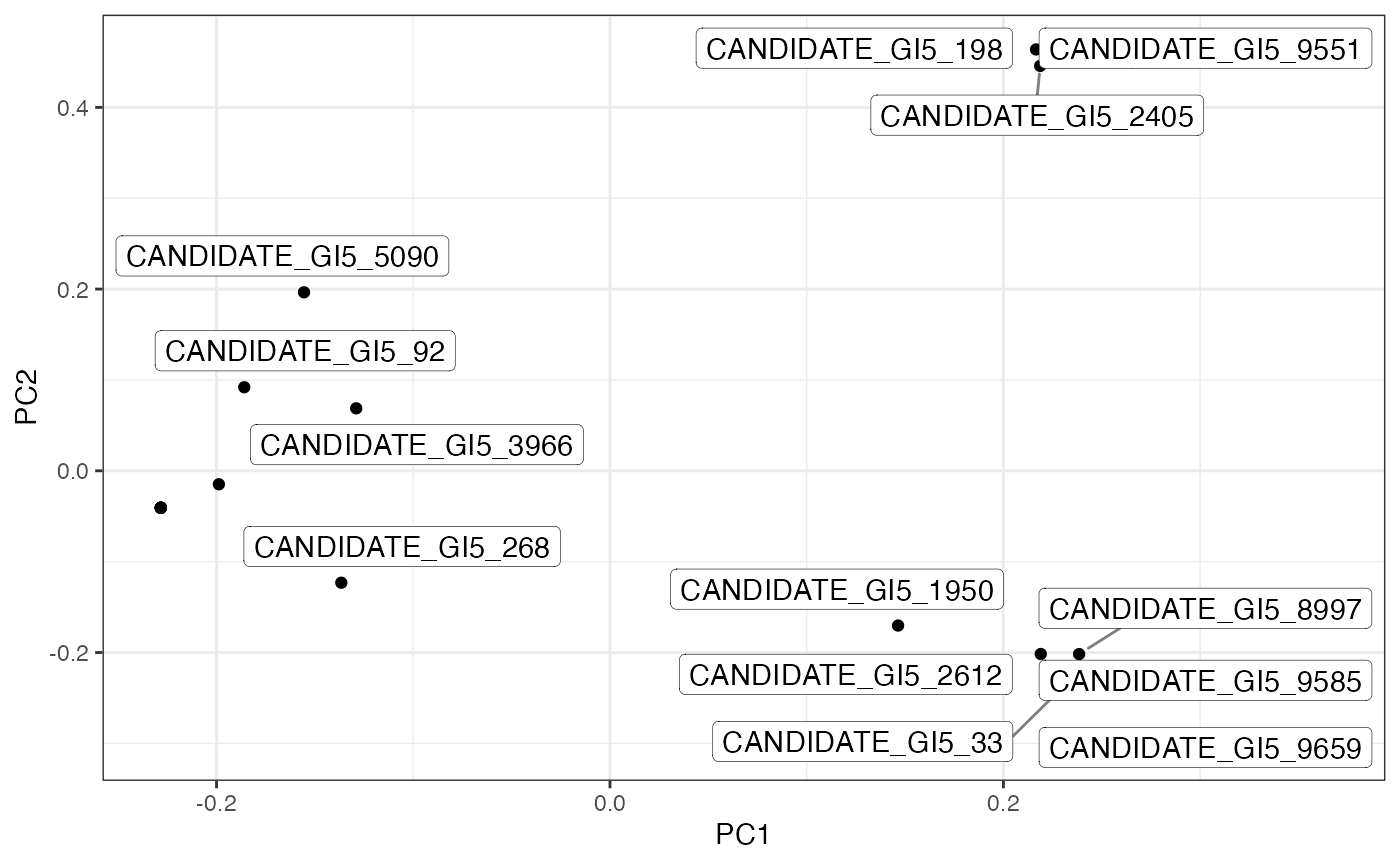 CANDIDATE_GI5_198
CANDIDATE_GI5_9551
CANDIDATE_GI5_2405
CANDIDATE_GI5_5090
CANDIDATE_GI5_92
CANDIDATE_GI5_3966
CANDIDATE_GI5_268
CANDIDATE_GI5_1950
CANDIDATE_GI5_8997
CANDIDATE_GI5_2612
CANDIDATE_GI5_9585
CANDIDATE_GI5_33
CANDIDATE_GI5_9659
0.4
0.2
0.0
-0.2
PC2
-0.2
0.0
0.2
PC1